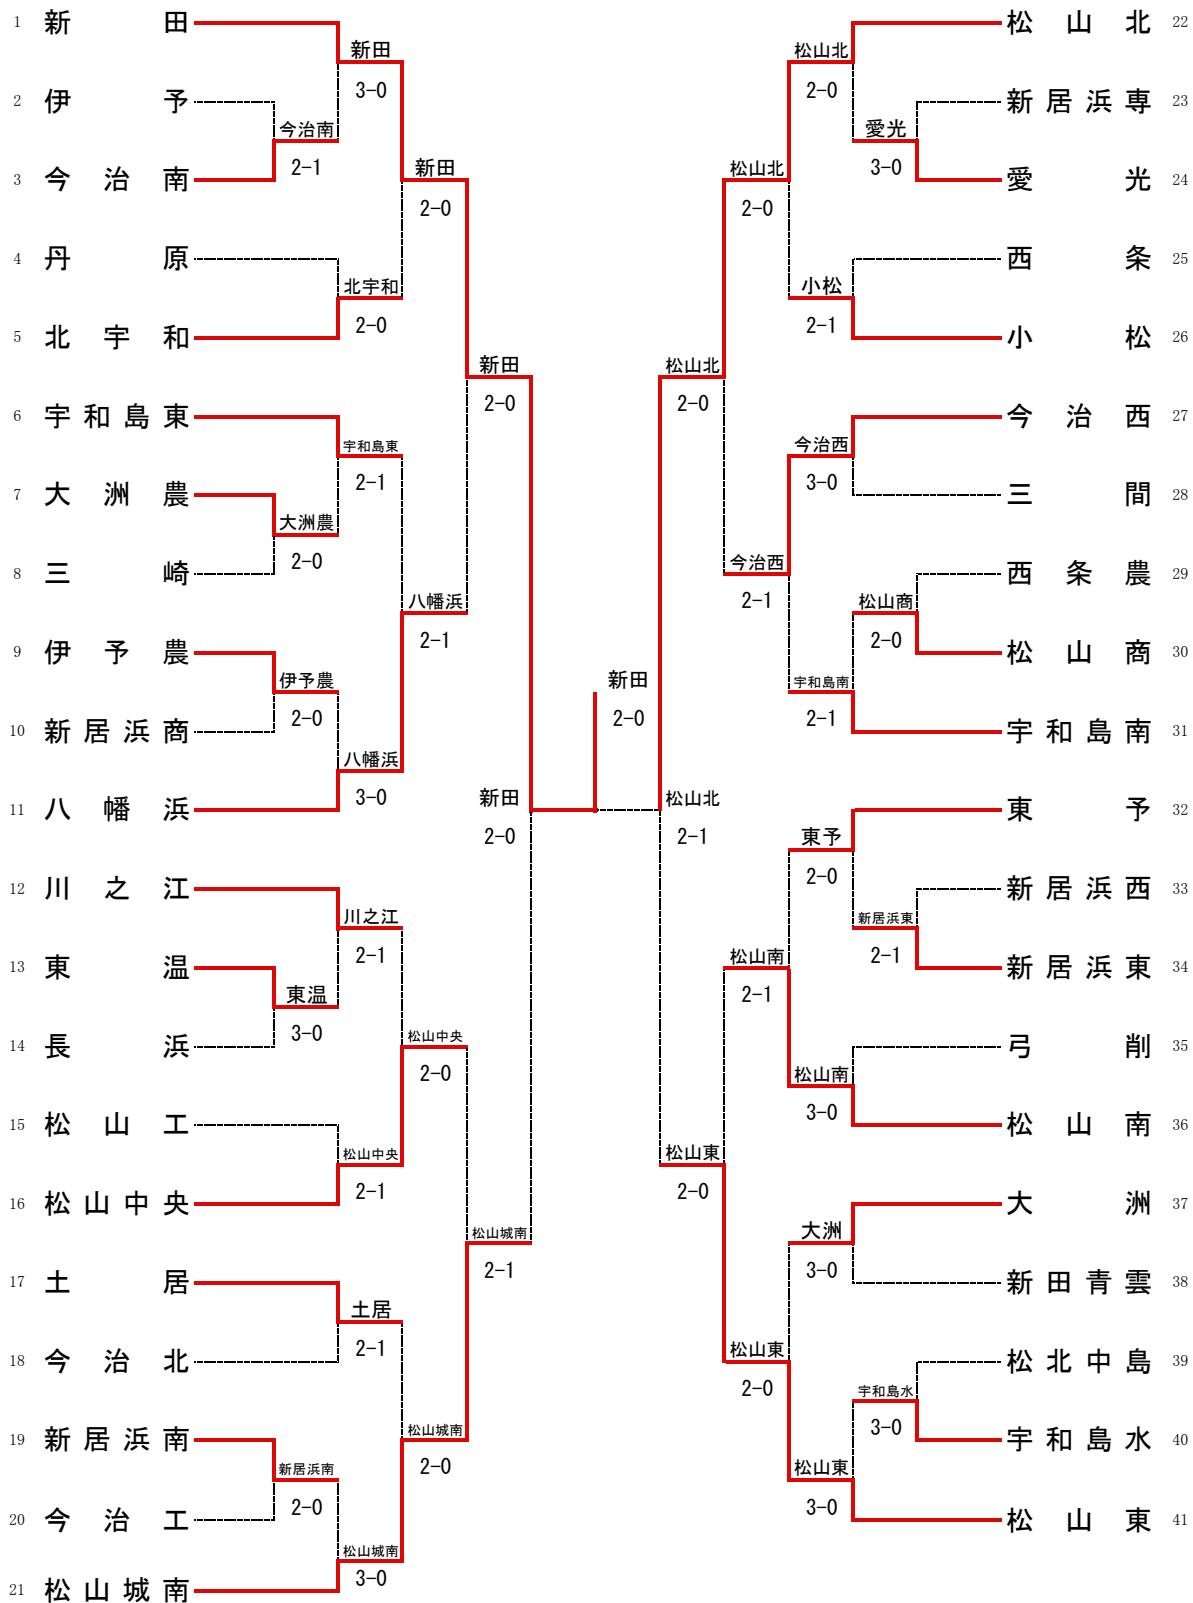 1 新田
2 伊予
3 今治南
4 丹原
5 北宇和
6 宇和島東
7 大洲農
8 三崎
9 伊予農
10 新居浜商
11 八幡浜
12 川之江
13 東温
14 長浜
15 松山工
16 松山中央
17 土居
18 今治北
19 新居浜南
20 今治工
21 松山城南
今治南
2-1
大洲農
2-0
伊予農
2-0
東温
3-0
新居浜南
2-0
新田
3-0
北宇和
2-0
宇和島東
2-1
八幡浜
3-0
川之江
2-1
松山中央
2-1
土居
2-1
松山城南
3-0
新田
2-0
八幡浜
2-1
松山中央
2-0
松山城南
2-0
新田
2-0
松山城南
2-1
新田
2-0
新田
2-0
松山北
2-1
松山北
2-0
松山東
2-0
松山北
2-0
今治西
2-1
松山南
2-1
松山東
2-0
松山北
2-0
小松
2-1
今治西
3-0
宇和島南
2-1
東予
2-0
松山南
3-0
大洲
3-0
松山東
3-0
愛光
3-0
松山商
2-0
新居浜東
2-1
宇和島水
3-0
松山北 22
新居浜専 23
愛光 24
西条 25
小松 26
今治西 27
三間 28
西条農 29
松山商 30
宇和島南 31
東予 32
新居浜西 33
新居浜東 34
弓削 35
松山南 36
大洲 37
新田青雲 38
松北中島 39
宇和島水 40
松山東 41